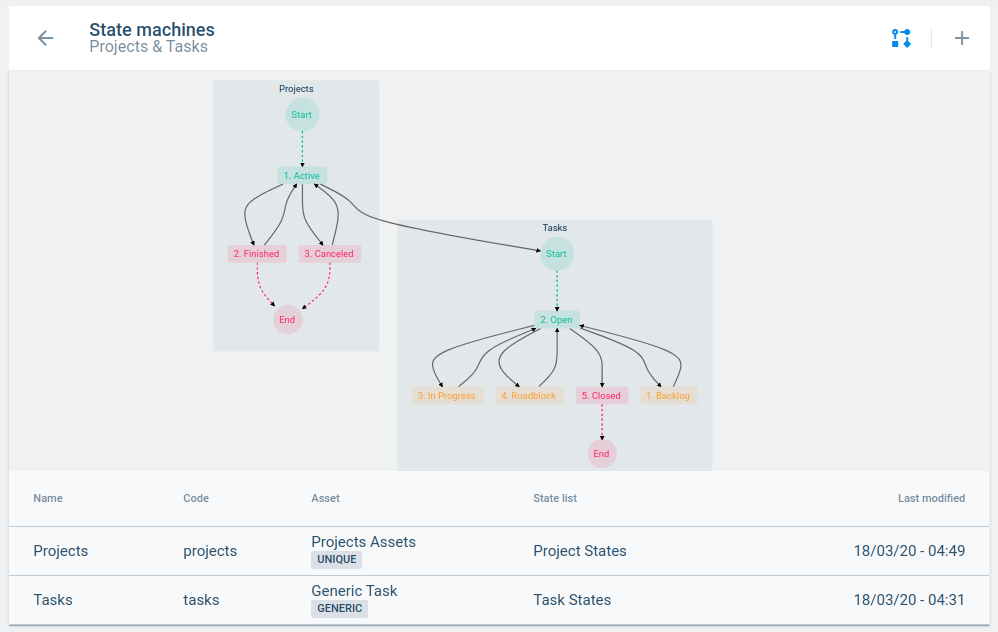 State machines
Projects & Tasks
Projects
Start
1. Active
2. Finished
3. Canceled
End
Tasks
Start
2. Open
3. In Progress
4. Roadblock
5. Closed
1. Backlog
End
Name Code Asset State list Last modified
Projects projects Projects Assets UNIQUE Project States 18/03/20 - 04:49
Tasks tasks Generic Task GENERIC Task States 18/03/20 - 04:31